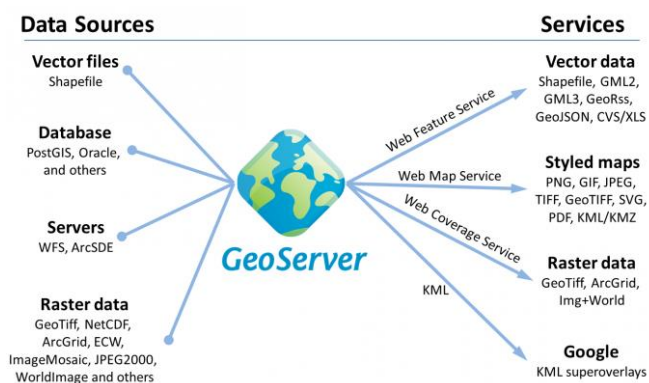 Data Sources
Services
Vector files
Shapefile
Database
PostGIS, Oracle,
and others
Servers
WFS, ArcSDE
Raster data
GeoTiff, NetCDF,
ArcGrid, ECW,
ImageMosaic, JPEG2000,
WorldImage and others
GeoServer
Web Feature Service
Web Map Service
Web Coverage Service
KML
Vector data
Shapefile, GML2,
GML3, GeoRss,
GeoJSON, CVS/XLS
Styled maps
PNG, GIF, JPEG,
TIFF, GeoTIFF, SVG,
PDF, KML/KMZ
Raster data
GeoTiff, ArcGrid,
Img+World
Google
KML superoverlays